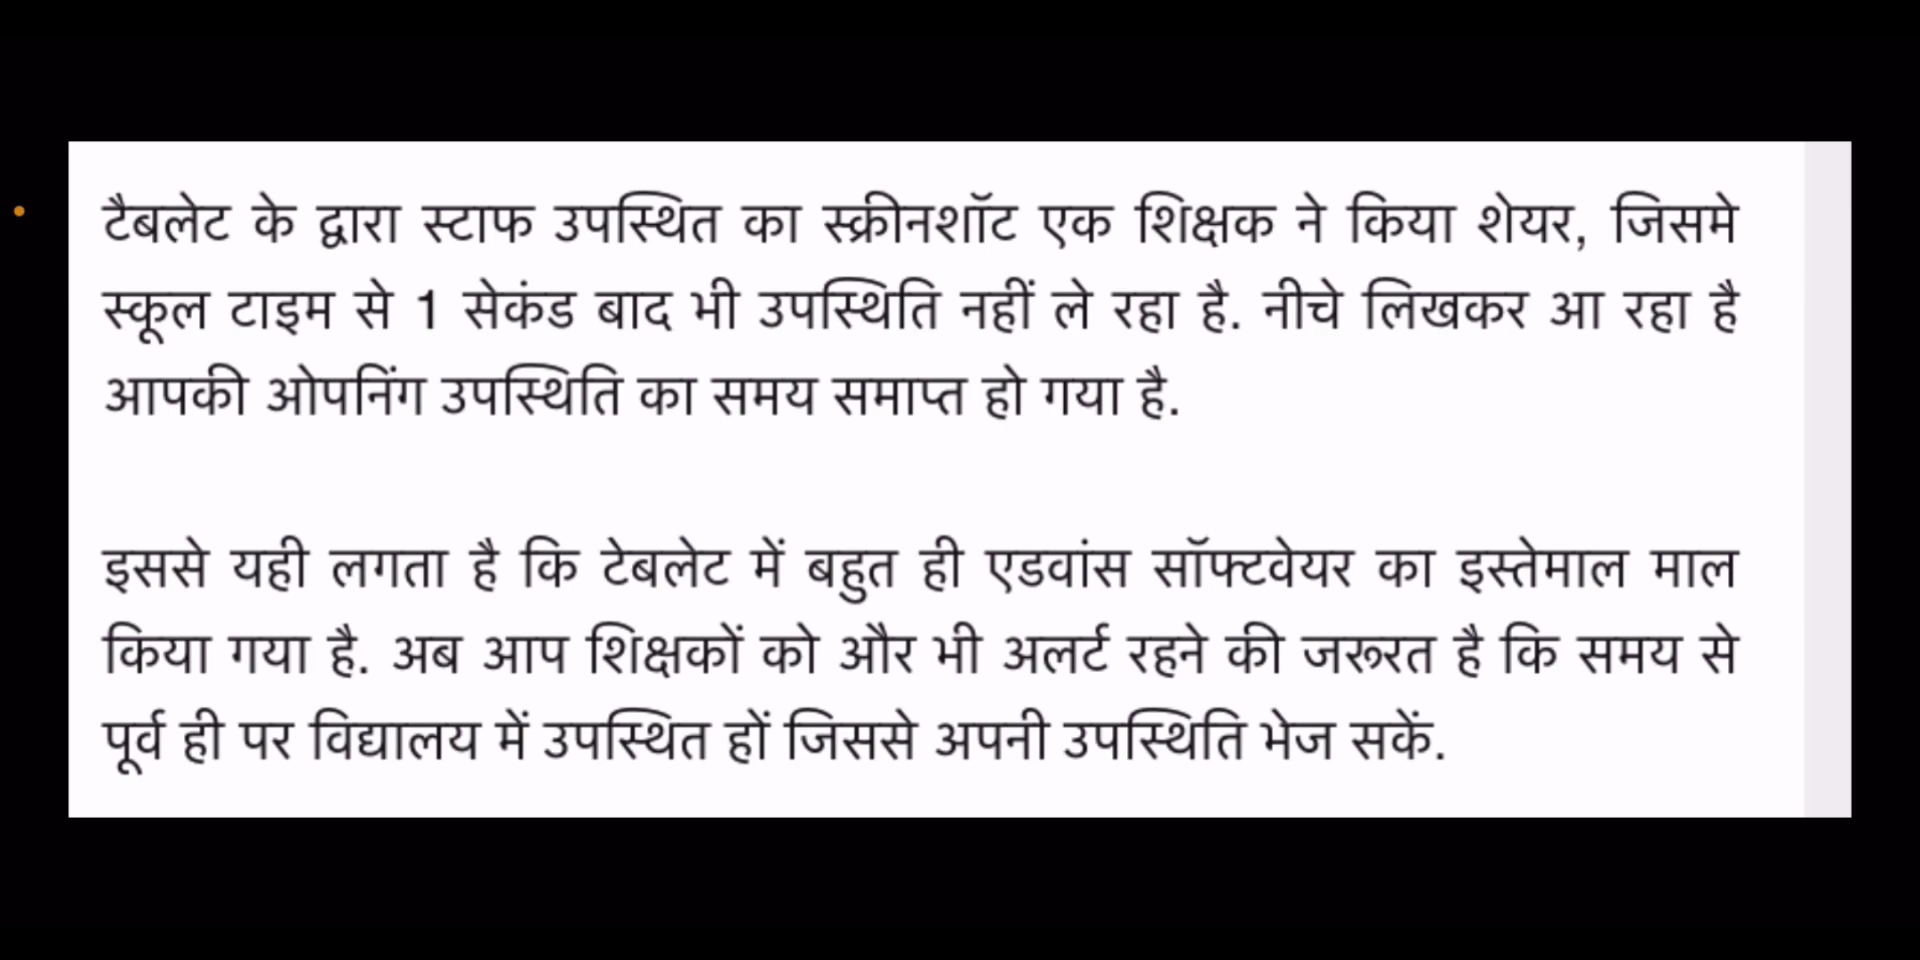 टैबलेट के द्वारा स्टाफ उपस्थित का स्क्रीनशॉट एक शिक्षक ने किया शेयर, जिसमे
स्कूल टाइम से 1 सेकंड बाद भी उपस्थिति नहीं ले रहा है. नीचे लिखकर आ रहा है
आपकी ओपनिंग उपस्थिति का समय समाप्त हो गया है.
इससे यही लगता है कि टेबलेट में बहुत ही एडवांस सॉफ्टवेयर का इस्तेमाल माल
किया गया है. अब आप शिक्षकों को और भी अलर्ट रहने की जरूरत है कि समय से
पूर्व ही पर विद्यालय में उपस्थित हों जिससे अपनी उपस्थिति भेज सकें.